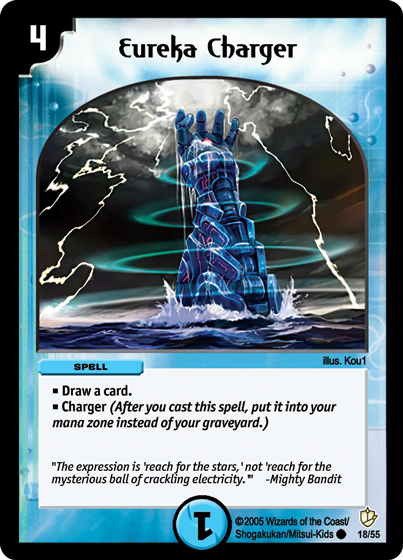 4
Eureka Charger
illus. Kou1
SPELL
▪ Draw a card.
▪ Charger (After you cast this spell, put it into your
mana zone instead of your graveyard.)
"The expression is 'reach for the stars,' not 'reach for the
mysterious ball of crackling electricity.'" -Mighty Bandit
1
©2005 Wizards of the Coast/
Shogakukan/Mitsui-Kids ● 18/55